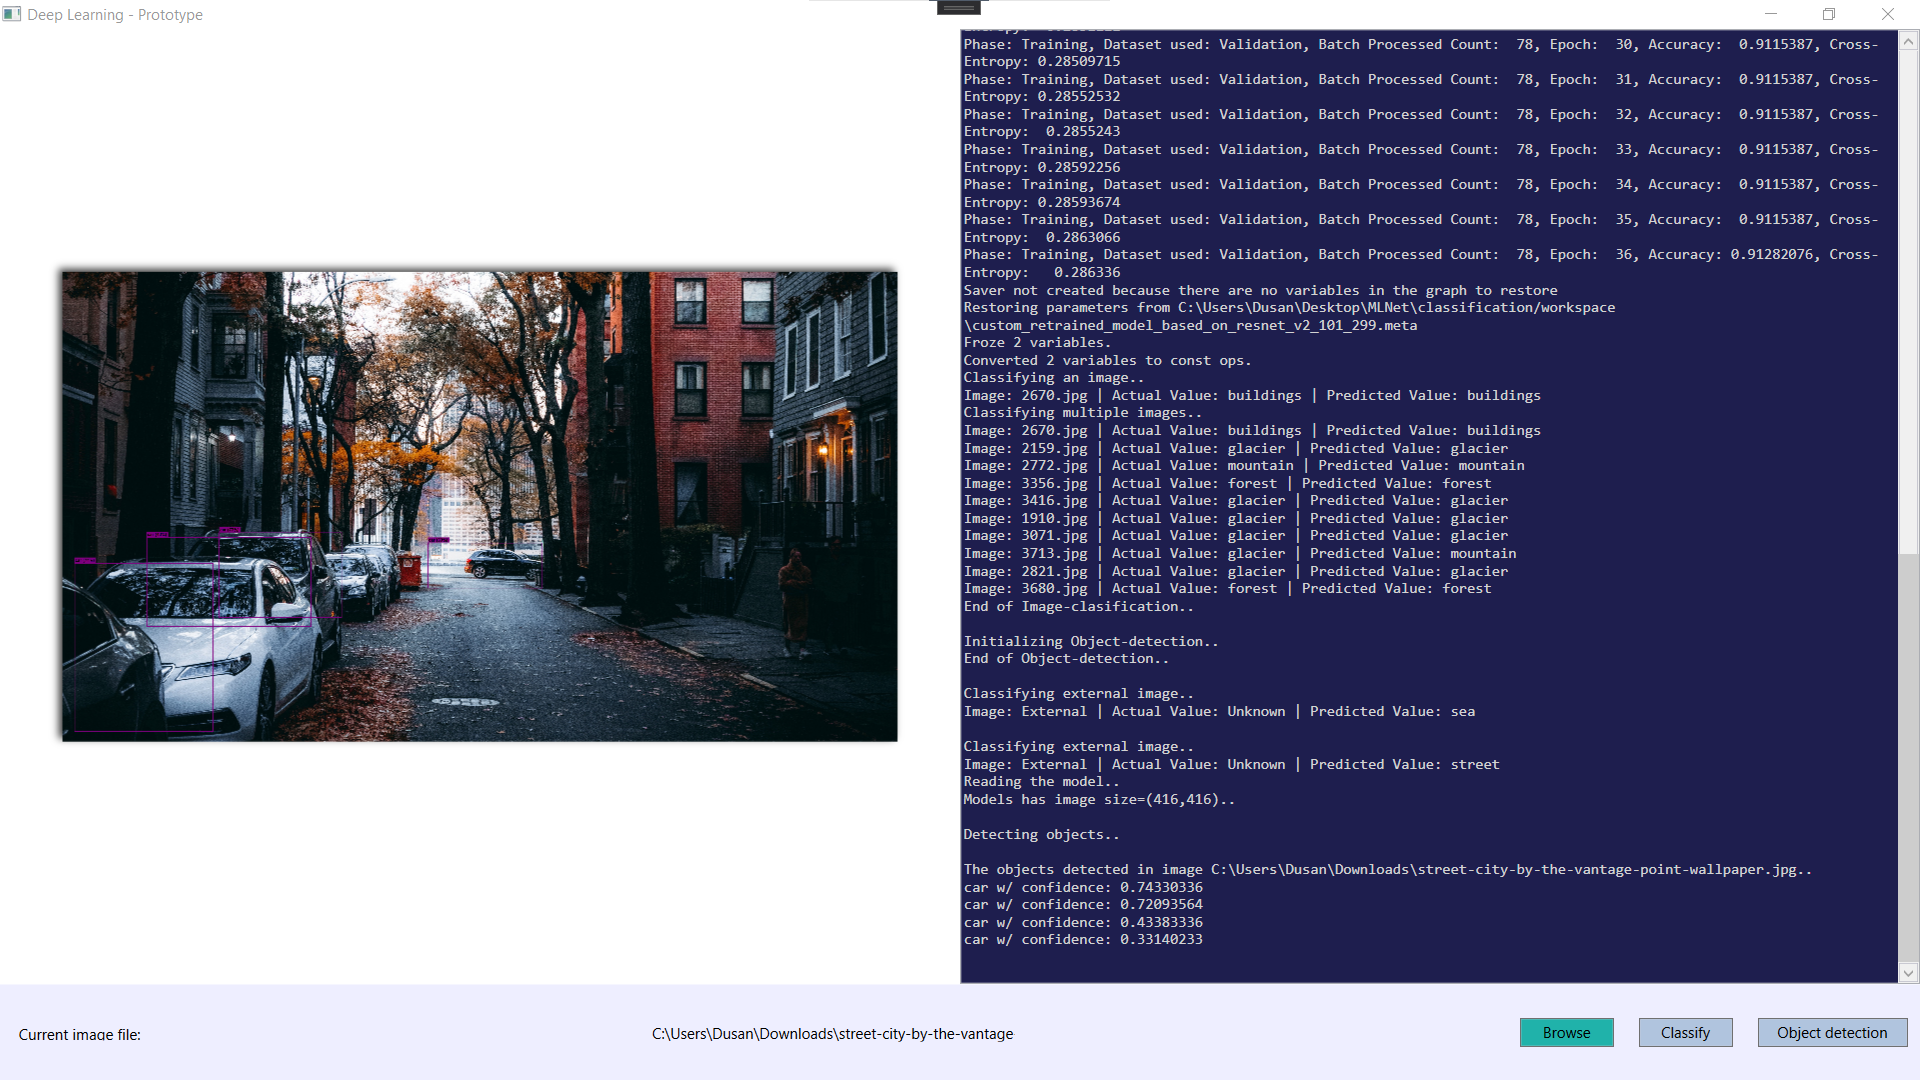 Deep Learning - Prototype
Phase: Training, Dataset used: Validation, Batch Processed Count:  78, Epoch:  30, Accuracy:  0.9115387, Cross-
Entropy: 0.28509715
Phase: Training, Dataset used: Validation, Batch Processed Count:  78, Epoch:  31, Accuracy:  0.9115387, Cross-
Entropy: 0.28552532
Phase: Training, Dataset used: Validation, Batch Processed Count:  78, Epoch:  32, Accuracy:  0.9115387, Cross-
Entropy:  0.2855243
Phase: Training, Dataset used: Validation, Batch Processed Count:  78, Epoch:  33, Accuracy:  0.9115387, Cross-
Entropy: 0.28592256
Phase: Training, Dataset used: Validation, Batch Processed Count:  78, Epoch:  34, Accuracy:  0.9115387, Cross-
Entropy: 0.28593674
Phase: Training, Dataset used: Validation, Batch Processed Count:  78, Epoch:  35, Accuracy:  0.9115387, Cross-
Entropy:  0.2863066
Phase: Training, Dataset used: Validation, Batch Processed Count:  78, Epoch:  36, Accuracy: 0.91282076, Cross-
Entropy:   0.286336
Saver not created because there are no variables in the graph to restore
Restoring parameters from C:\Users\Dusan\Desktop\MLNet\classification/workspace
\custom_retrained_model_based_on_resnet_v2_101_299.meta
Froze 2 variables.
Converted 2 variables to const ops.
Classifying an image..
Image: 2670.jpg | Actual Value: buildings | Predicted Value: buildings
Classifying multiple images..
Image: 2670.jpg | Actual Value: buildings | Predicted Value: buildings
Image: 2159.jpg | Actual Value: glacier | Predicted Value: glacier
Image: 2772.jpg | Actual Value: mountain | Predicted Value: mountain
Image: 3356.jpg | Actual Value: forest | Predicted Value: forest
Image: 3416.jpg | Actual Value: glacier | Predicted Value: glacier
Image: 1910.jpg | Actual Value: glacier | Predicted Value: glacier
Image: 3071.jpg | Actual Value: glacier | Predicted Value: glacier
Image: 3713.jpg | Actual Value: glacier | Predicted Value: mountain
Image: 2821.jpg | Actual Value: glacier | Predicted Value: glacier
Image: 3680.jpg | Actual Value: forest | Predicted Value: forest
End of Image-clasification..
Initializing Object-detection..
End of Object-detection..
Classifying external image..
Image: External | Actual Value: Unknown | Predicted Value: sea
Classifying external image..
Image: External | Actual Value: Unknown | Predicted Value: street
Reading the model..
Models has image size=(416,416)..
Detecting objects..
The objects detected in image C:\Users\Dusan\Downloads\street-city-by-the-vantage-point-wallpaper.jpg..
car w/ confidence: 0.74330336
car w/ confidence: 0.72093564
car w/ confidence: 0.43383336
car w/ confidence: 0.33140233
Current image file:
C:\Users\Dusan\Downloads\street-city-by-the-vantage
Browse
Classify
Object detection